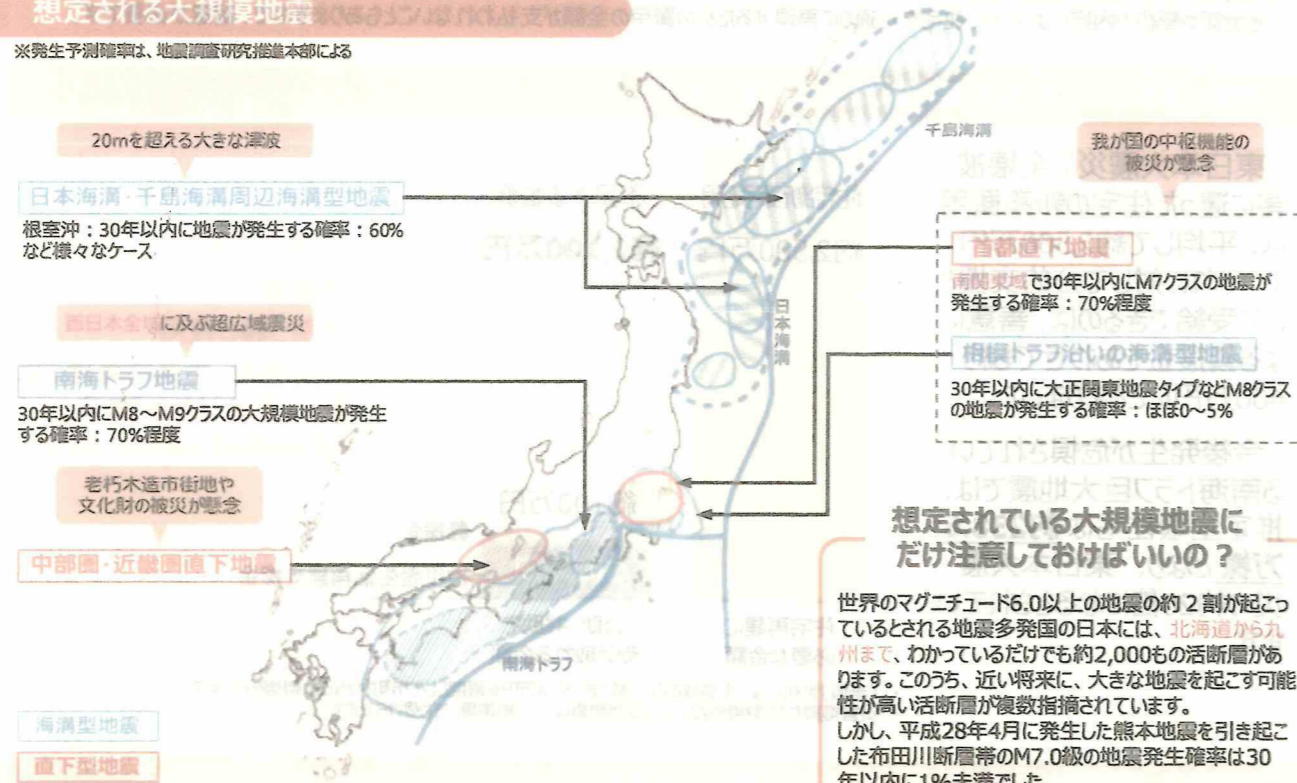 想定される大規模地震
※発生予測確率は、地震調査研究推進本部による
20mを超える大きな津波
日本海溝・千島海溝周辺海溝型地震
根室沖：30年以内に地震が発生する確率：60%
など様々なケース
西日本全域に及ぶ超広域震災
南海トラフ地震
30年以内にM8～M9クラスの大規模地震が発生
する確率：70%程度
老朽木造市街地や
文化財の被災が懸念
中部圏・近畿圏直下地震
海溝型地震
直下型地震
千島海溝
日本海溝
南海トラフ
我が国の中枢機能の
被災が懸念
首都直下地震
南関東域で30年以内にM7クラスの地震が
発生する確率：70%程度
相模トラフ沿いの海溝型地震
30年以内に大正関東地震タイプなどM8クラス
の地震が発生する確率：ほぼ0～5%
想定されている大規模地震に
だけ注意しておけばいいの？
世界のマグニチュード6.0以上の地震の約２割が起こっ
ているとされる地震多発国の日本には、北海道から九
州まで、わかっているだけでも約2,000もの活断層があ
ります。このうち、近い将来に、大きな地震を起こす可能
性が高い活断層が複数指摘されています。
しかし、平成28年4月に発生した熊本地震を引き起こ
した布田川断層帯のM7.0級の地震発生確率は30
年以内に1%未満でした